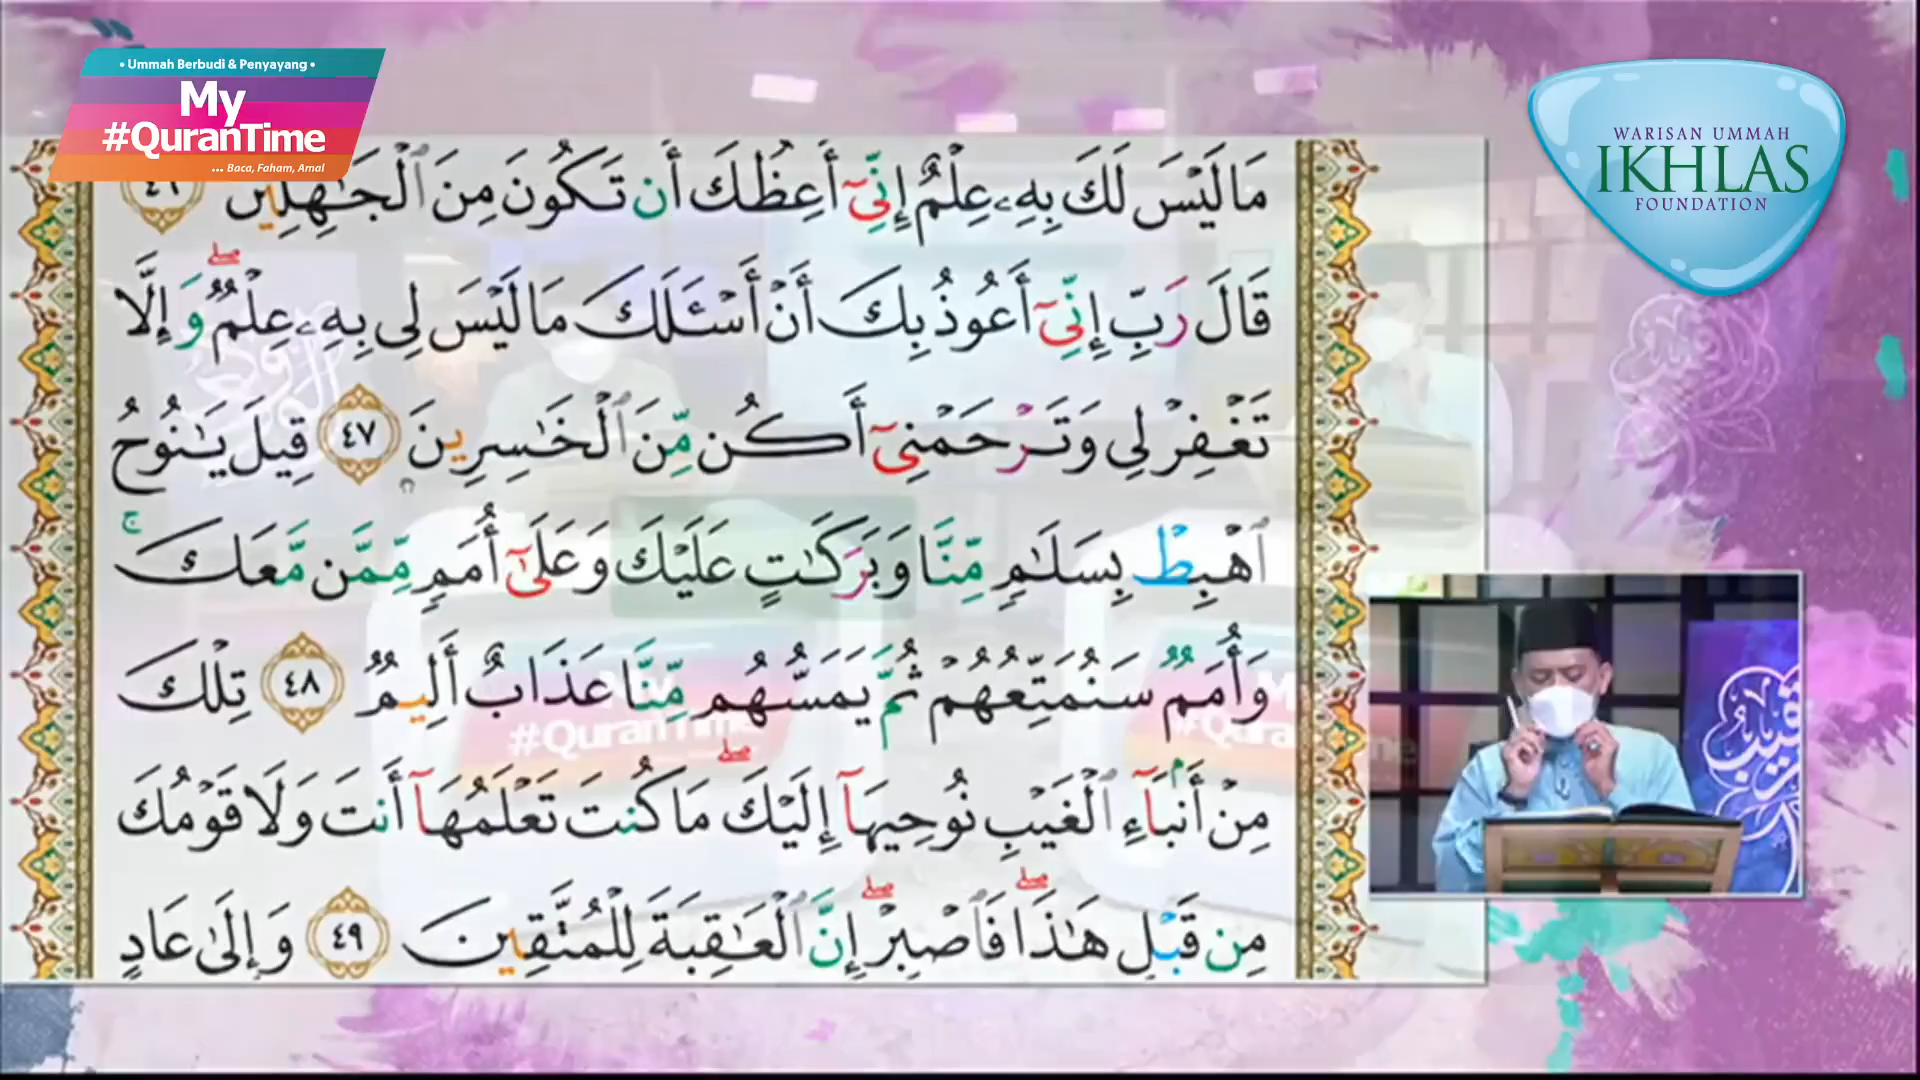 • Ummah Berbudi & Penyayang •
My
#QuranTime
... Baca, Faham, Amal
WARISAN UMMAH
IKHLAS
FOUNDATION
مَا لَيْسَ لَكَ بِهِۦ عِلْمٌ إِنِّىٓ أَعِظُكَ أَن تَكُونَ مِنَ ٱلْجَـٰهِلِينَ ٤٦
قَالَ رَبِّ إِنِّىٓ أَعُوذُ بِكَ أَنْ أَسْـَٔلَكَ مَا لَيْسَ لِى بِهِۦ عِلْمٌ ۖ وَإِلَّا
تَغْفِرْ لِى وَتَرْحَمْنِىٓ أَكُن مِّنَ ٱلْخَـٰسِرِينَ ٤٧ قِيلَ يَـٰنُوحُ
ٱهْبِطْ بِسَلَـٰمٍ مِّنَّا وَبَرَكَـٰتٍ عَلَيْكَ وَعَلَىٰٓ أُمَمٍ مِّمَّن مَّعَكَ ۚ
وَأُمَمٌ سَنُمَتِّعُهُمْ ثُمَّ يَمَسُّهُم مِّنَّا عَذَابٌ أَلِيمٌ ٤٨ تِلْكَ
مِنْ أَنۢبَآءِ ٱلْغَيْبِ نُوحِيهَآ إِلَيْكَ ۖ مَا كُنتَ تَعْلَمُهَآ أَنتَ وَلَا قَوْمُكَ
مِن قَبْلِ هَـٰذَا ۖ فَٱصْبِرْ ۖ إِنَّ ٱلْعَـٰقِبَةَ لِلْمُتَّقِينَ ٤٩ وَإِلَىٰ عَادٍ
#QuranTime
#QuranTime